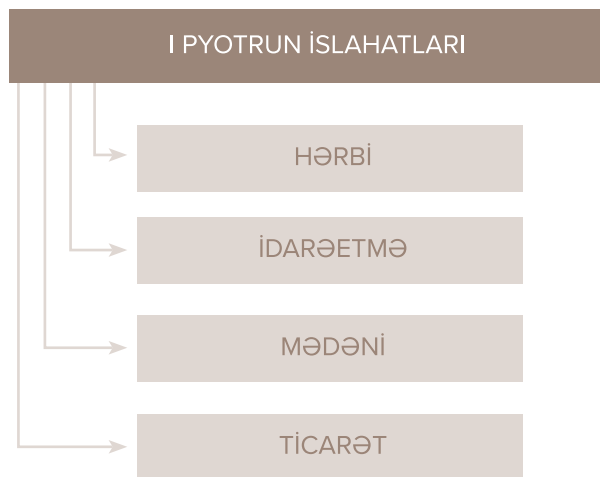 I PYOTRUN İSLAHATLARI
HƏRBİ
İDARƏETMƏ
MƏDƏNİ
TİCARƏT